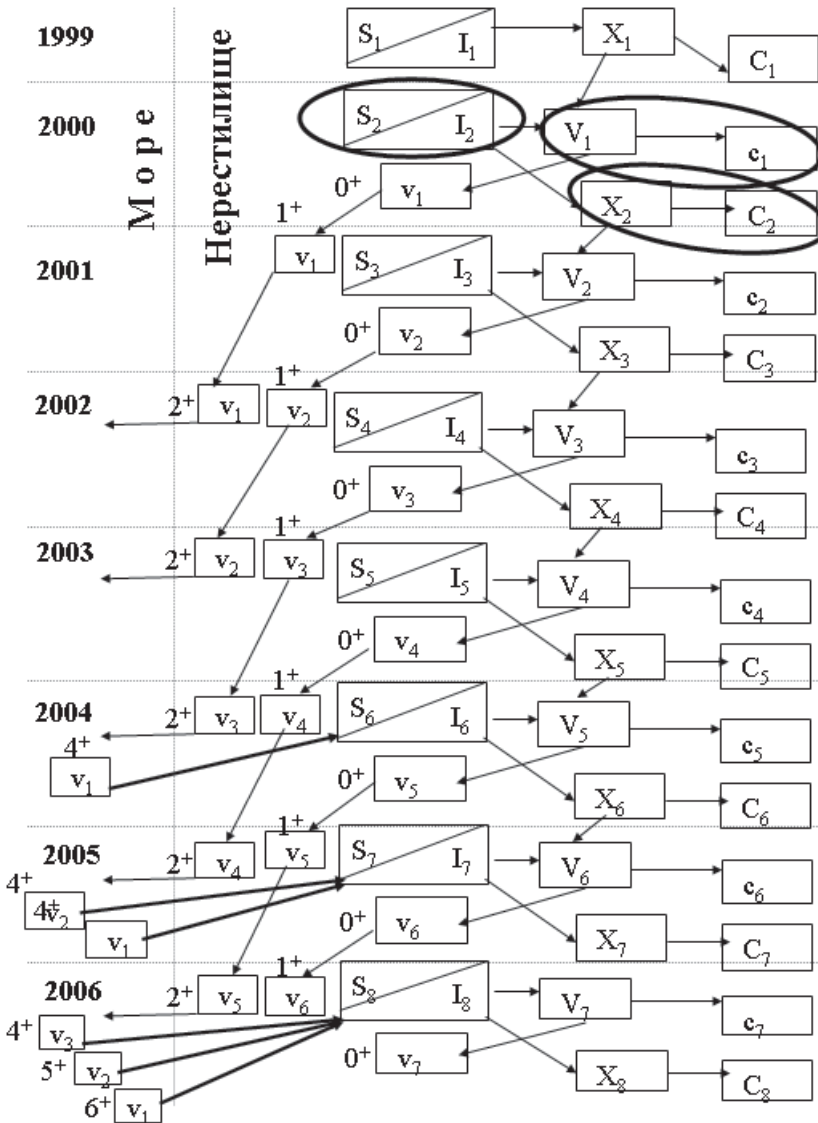 1999
S₁ I₁ X₁ C₁
Море
Нерестилище
2000
S₂ I₂ V₁ c₁
0⁺ v₁ X₂ C₂
1⁺
2001
v₁ S₃ I₃ V₂ c₂
0⁺ v₂ X₃ C₃
1⁺
2002
2⁺ v₁ v₂ S₄ I₄ V₃ c₃
0⁺ v₃ X₄ C₄
1⁺
2003
2⁺ v₂ v₃ S₅ I₅ V₄ c₄
0⁺ v₄ X₅ C₅
1⁺
2004
2⁺ v₃ v₄ S₆ I₆ V₅ c₅
4⁺
v₁ 0⁺ v₅ X₆ C₆
1⁺
2005
2⁺ v₄ v₅ S₇ I₇ V₆ c₆
4⁺
4⁺
v₂
v₁ 0⁺ v₆ X₇ C₇
1⁺
2006
2⁺ v₅ v₆ S₈ I₈ V₇ c₇
4⁺ v₃
5⁺ v₂ 0⁺ v₇ X₈ C₈
6⁺ v₁